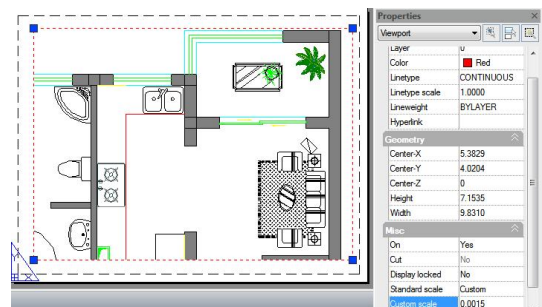 Properties
Viewport
Layer 0
Color Red
Linetype CONTINUOUS
Linetype scale 1.0000
Lineweight BYLAYER
Hyperlink
Geometry
Center-X 5.3829
Center-Y 4.0204
Center-Z 0
Height 7.1535
Width 9.8310
Misc
On Yes
Cut No
Display locked No
Standard scale Custom
Custom scale 0.0015